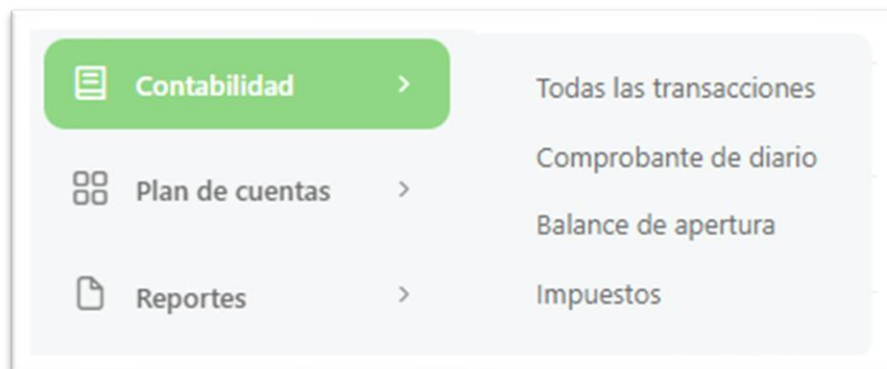 Contabilidad
Plan de cuentas
Reportes
Todas las transacciones
Comprobante de diario
Balance de apertura
Impuestos